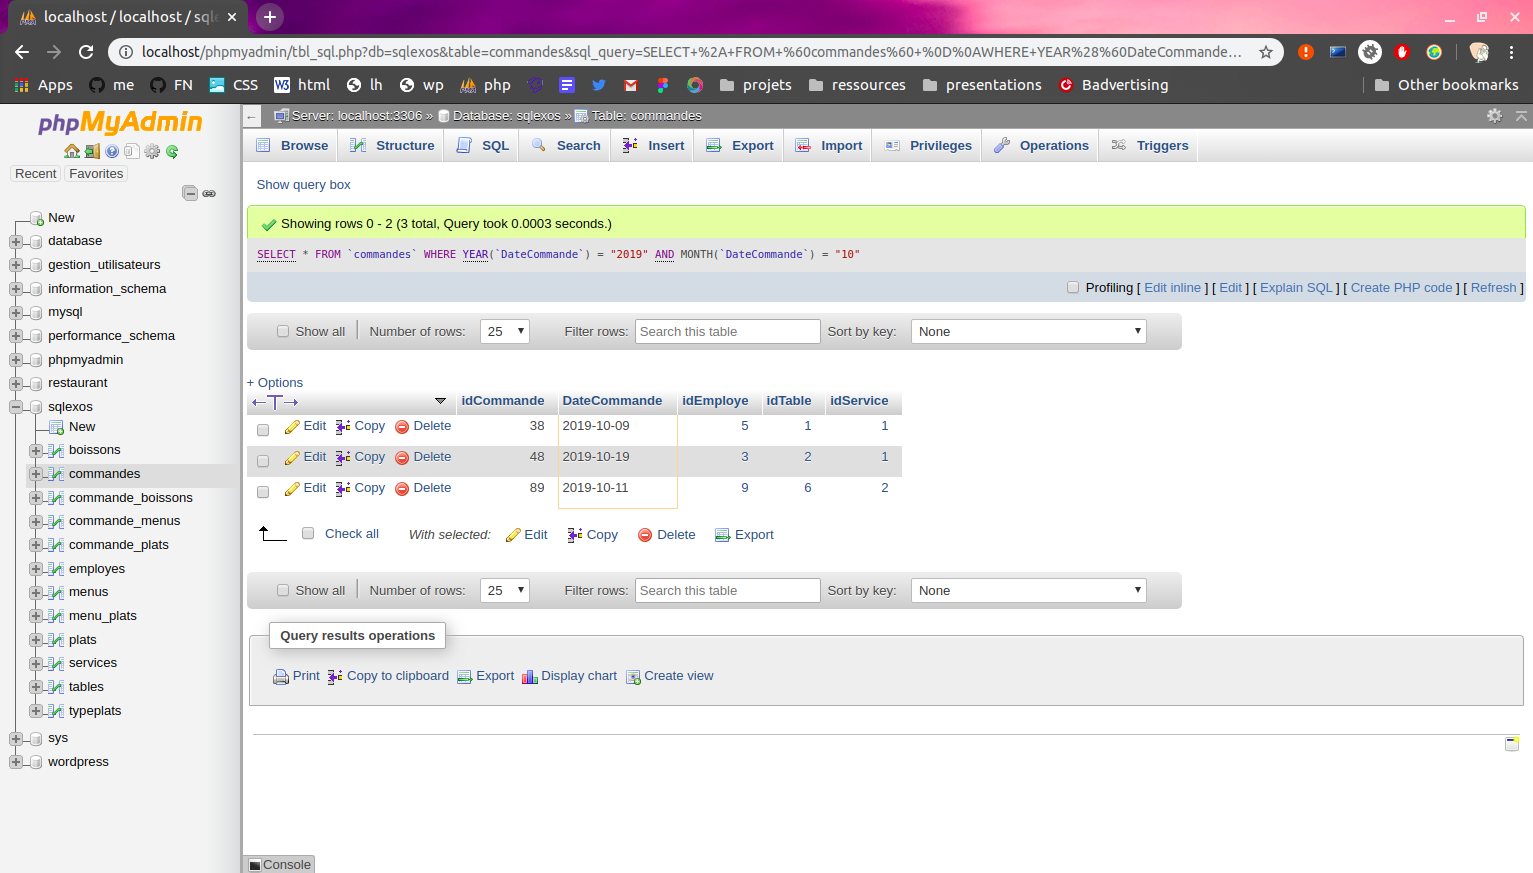 localhost / localhost / sqle
localhost/phpmyadmin/tbl_sql.php?db=sqlexos&table=commandes&sql_query=SELECT+%2A+FROM+%60commandes%60+%0D%0AWHERE+YEAR%28%60DateCommande...
Apps me FN CSS html lh wp php projets ressources presentations Badvertising Other bookmarks
phpMyAdmin
Recent Favorites
New
database
gestion_utilisateurs
information_schema
mysql
performance_schema
phpmyadmin
restaurant
sqlexos
New
boissons
commandes
commande_boissons
commande_menus
commande_plats
employes
menus
menu_plats
plats
services
tables
typeplats
sys
wordpress
Server: localhost:3306 » Database: sqlexos » Table: commandes
Browse Structure SQL Search Insert Export Import Privileges Operations Triggers
Show query box
Showing rows 0 - 2 (3 total, Query took 0.0003 seconds.)
SELECT * FROM `commandes` WHERE YEAR(`DateCommande`) = "2019" AND MONTH(`DateCommande`) = "10"
Profiling [ Edit inline ] [ Edit ] [ Explain SQL ] [ Create PHP code ] [ Refresh ]
Show all Number of rows: 25 Filter rows: Search this table Sort by key: None
+ Options
idCommande DateCommande idEmploye idTable idService
Edit Copy Delete 38 2019-10-09 5 1 1
Edit Copy Delete 48 2019-10-19 3 2 1
Edit Copy Delete 89 2019-10-11 9 6 2
Check all With selected: Edit Copy Delete Export
Show all Number of rows: 25 Filter rows: Search this table Sort by key: None
Query results operations
Print Copy to clipboard Export Display chart Create view
Console